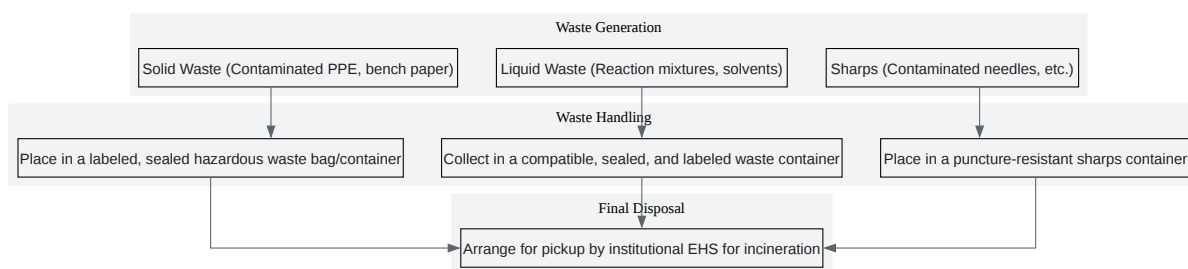 Waste Generation
Solid Waste (Contaminated PPE, bench paper)
Liquid Waste (Reaction mixtures, solvents)
Sharps (Contaminated needles, etc.)
Waste Handling
Place in a labeled, sealed hazardous waste bag/container
Collect in a compatible, sealed, and labeled waste container
Place in a puncture-resistant sharps container
Final Disposal
Arrange for pickup by institutional EHS for incineration